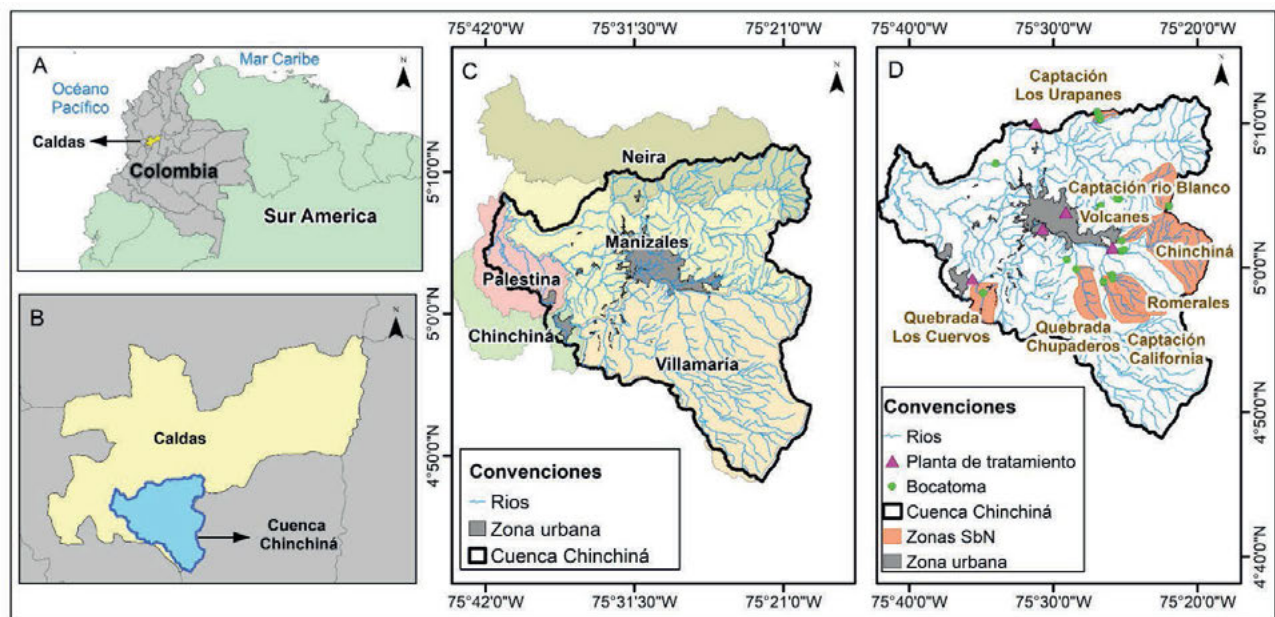 A
N
Mar Caribe
Océano
Pacífico
Caldas
Colombia
Sur America
B
N
Caldas
Cuenca
Chinchiná
75°42'0"W
75°31'30"W
75°21'0"W
C
N
Neira
Manizales
Palestina
Chinchiná
Villamaría
5°10'0"N
5°0'0"N
4°50'0"N
Convenciones
Rios
Zona urbana
Cuenca Chinchiná
75°42'0"W
75°31'30"W
75°21'0"W
75°40'0"W
75°30'0"W
75°20'0"W
D
N
Captación
Los Urapanes
Captación rio Blanco
Volcanes
Chinchiná
Romerales
Quebrada
Los Cuervos
Quebrada
Chupaderos
Captación
California
5°10'0"N
5°0'0"N
4°50'0"N
4°40'0"N
Convenciones
Rios
Planta de tratamiento
Bocatoma
Cuenca Chinchiná
Zonas SbN
Zona urbana
75°40'0"W
75°30'0"W
75°20'0"W